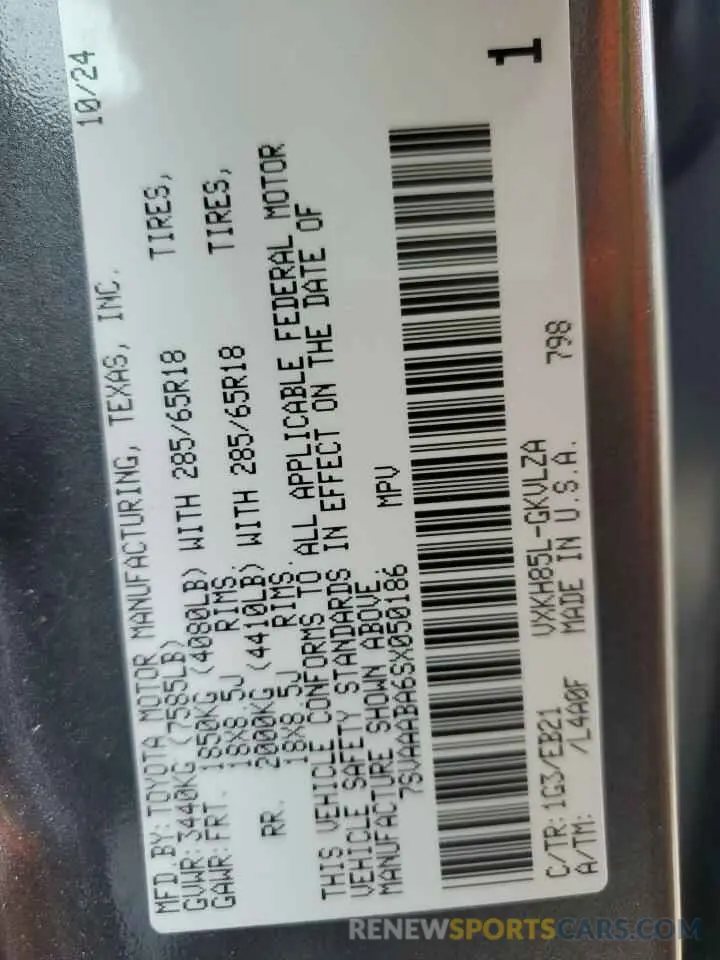 MFD.BY:TOYOTA MOTOR MANUFACTURING, TEXAS, INC. 10/24
GVWR:3440KG (7585LB)
GAWR:FRT. 1850KG (4080LB) WITH 285/65R18 TIRES,
18X8.5J RIMS.
RR. 2000KG (4410LB) WITH 285/65R18 TIRES,
18X8.5J RIMS.
THIS VEHICLE CONFORMS TO ALL APPLICABLE FEDERAL MOTOR
VEHICLE SAFETY STANDARDS IN EFFECT ON THE DATE OF
MANUFACTURE SHOWN ABOVE.
7SVAAABA6SX050186 MPV
1
C/TR:1G3/EB21 VXKH85L-GKVLZA
A/TM: /L4A0F MADE IN U.S.A. 798
RENEWSPORTSCARS.COM